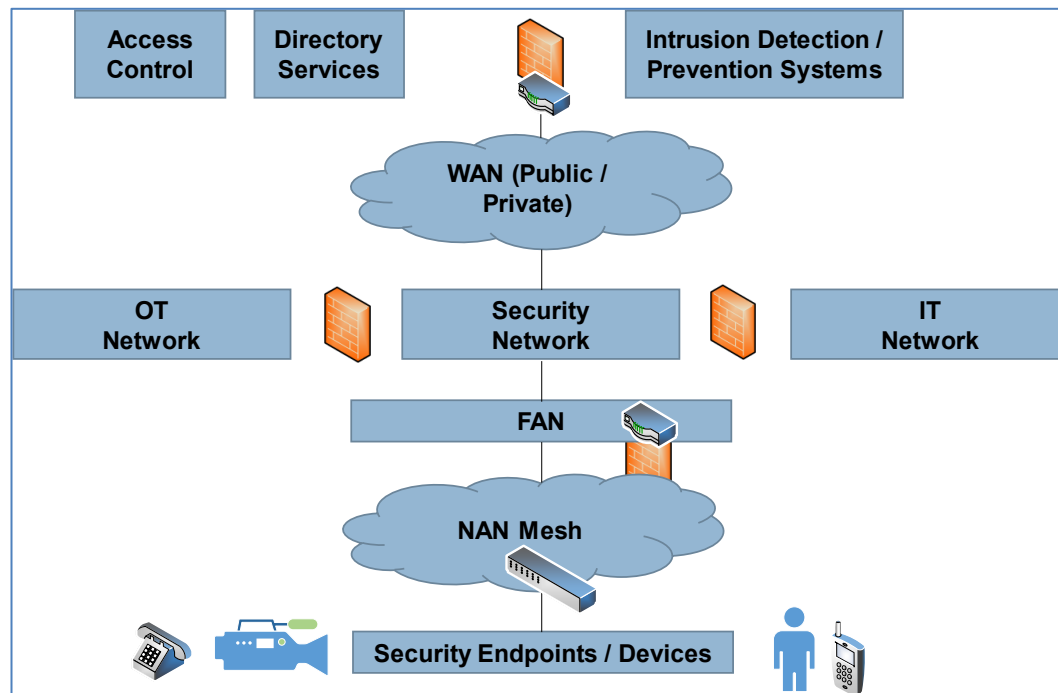 Access
Control
Directory
Services
Intrusion Detection /
Prevention Systems
WAN (Public /
Private)
OT
Network
Security
Network
IT
Network
FAN
NAN Mesh
Security Endpoints / Devices